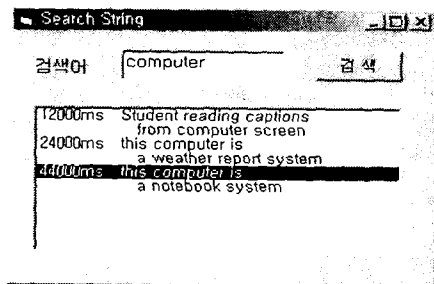 Search String
검색어 computer 검 색
12000ms Student reading captions
from computer screen
24000ms this computer is
a weather report system
44000ms this computer is
a notebook system